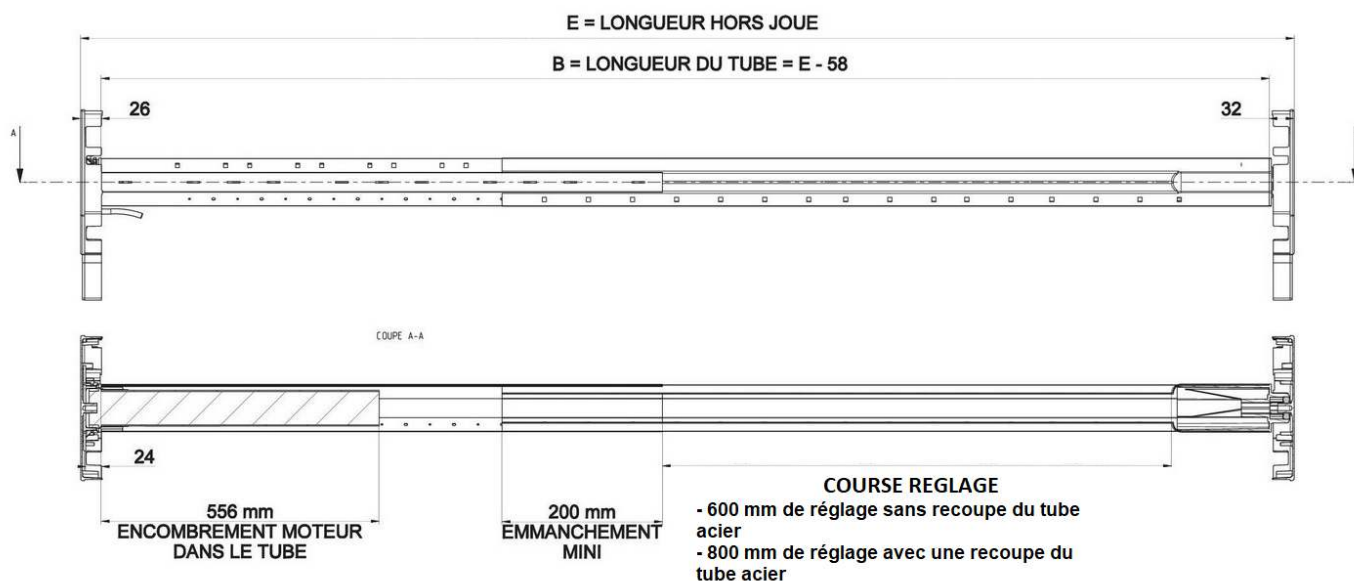 E = LONGUEUR HORS JOUE
B = LONGUEUR DU TUBE = E - 58
26
32
A
COUPE A-A
24
556 mm
ENCOMBREMENT MOTEUR
DANS LE TUBE
200 mm
EMMANCHEMENT
MINI
COURSE REGLAGE
- 600 mm de réglage sans recoupe du tube
acier
- 800 mm de réglage avec une recoupe du
tube acier